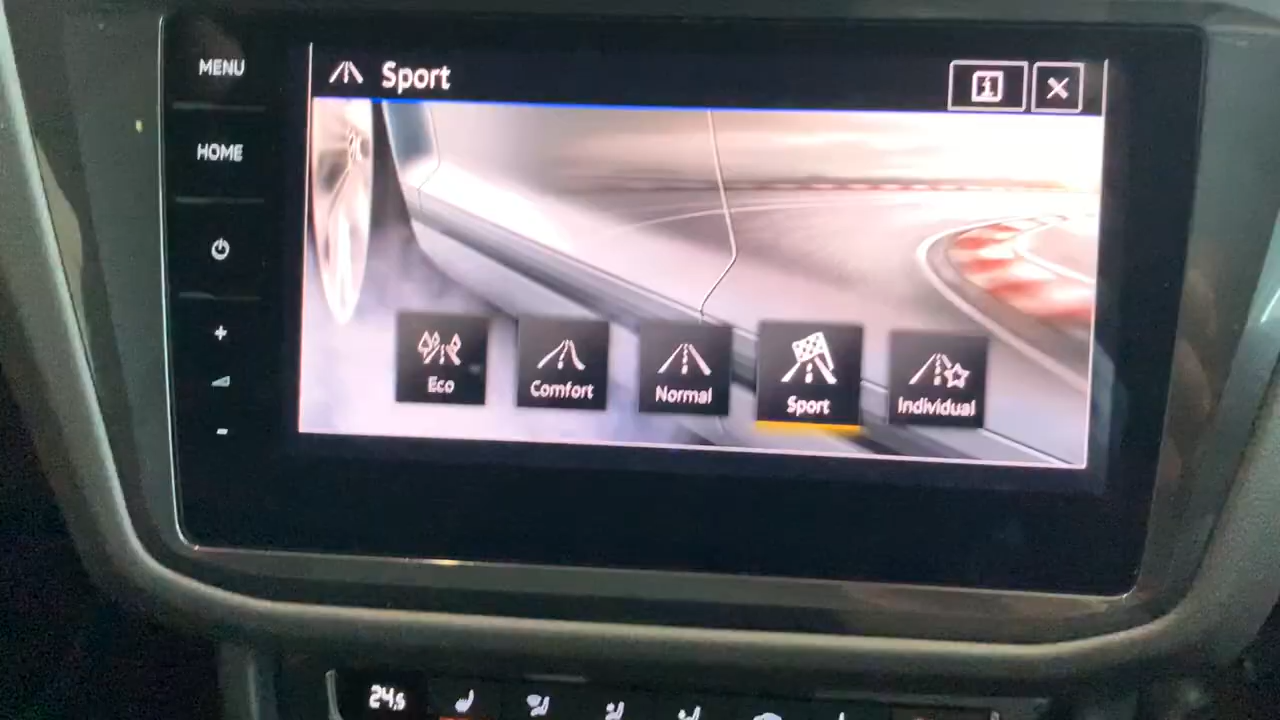 MENU
Sport
HOME
Eco
Comfort
Normal
Sport
Individual
24.5